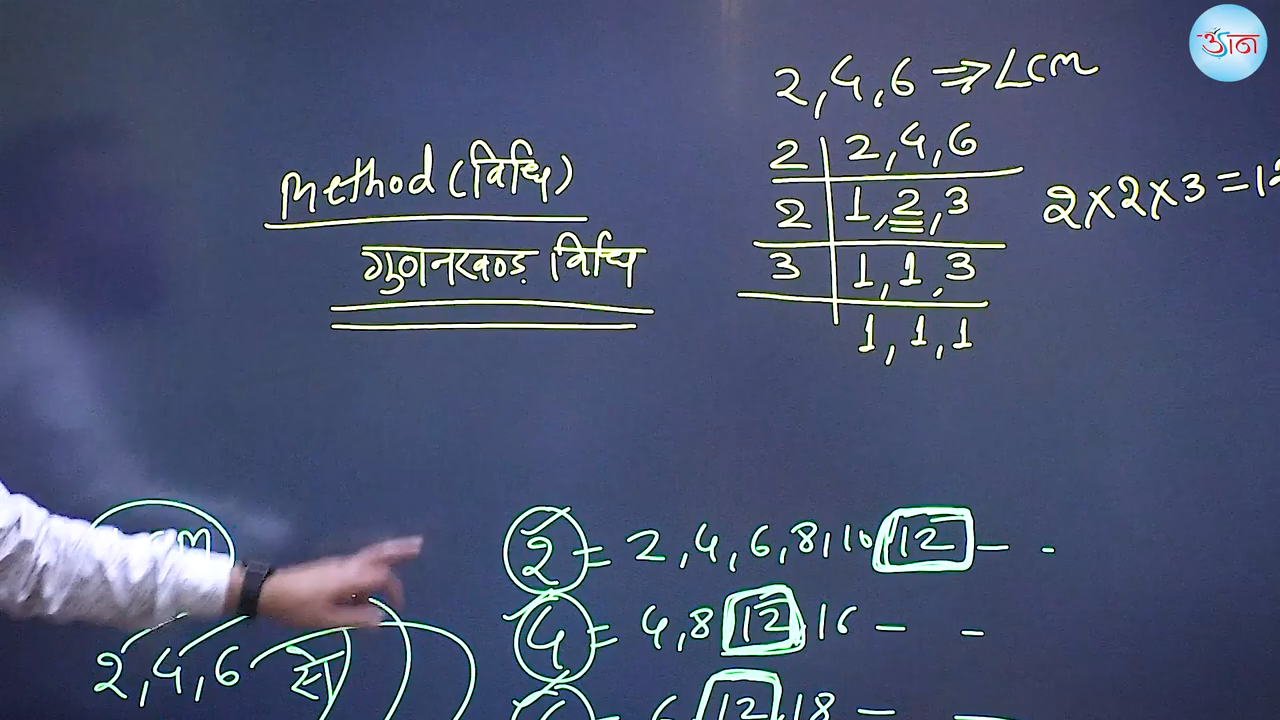 ज्ञान
2,4,6 ⇒ LCM
Method (विधि)
गुणनखण्ड विधि
2 | 2,4,6
2 | 1,2,3
3 | 1,1,3
1,1,1
2×2×3=12
2 = 2,4,6,8,10,12 - -
4 = 4,8,12,16 - -
2,4,6 से
6, 12, 18 - -